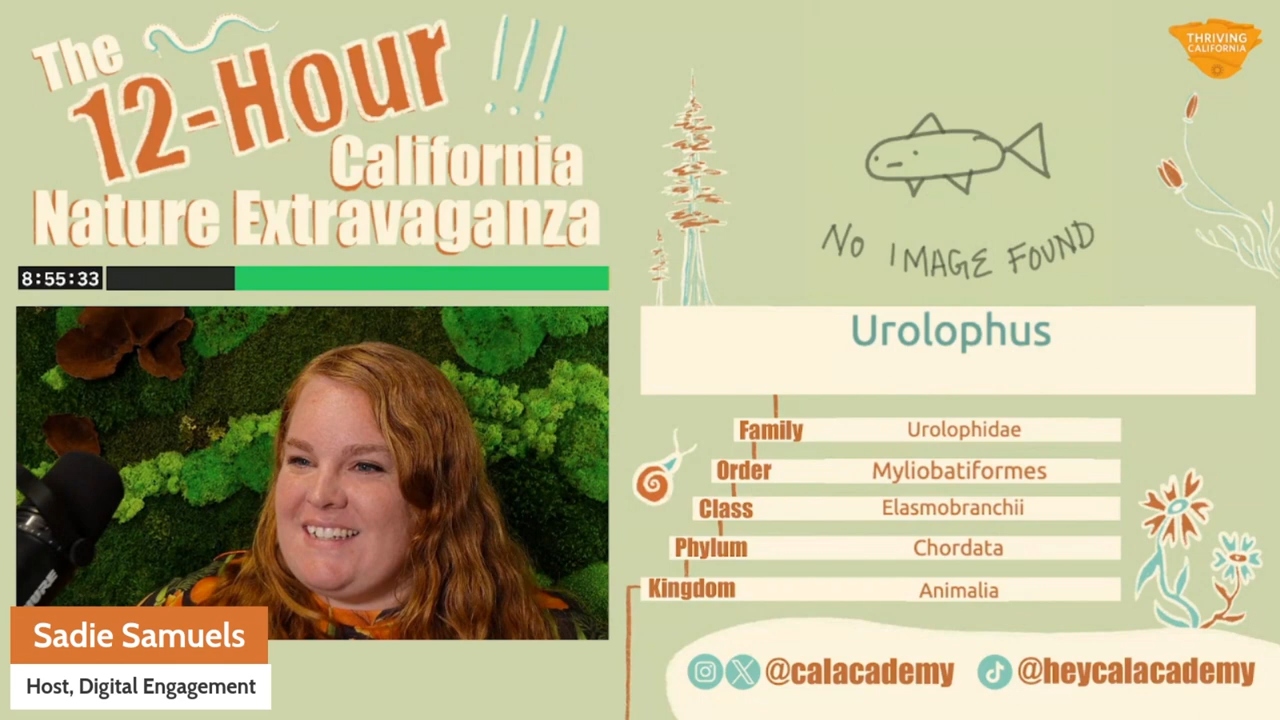 The
12-Hour!!!
California
Nature Extravaganza
8:55:33
SHURE
Sadie Samuels
Host, Digital Engagement
THRIVING
CALIFORNIA
NO IMAGE FOUND
Urolophus
Family Urolophidae
Order Myliobatiformes
Class Elasmobranchii
Phylum Chordata
Kingdom Animalia
@calacademy @heycalacademy